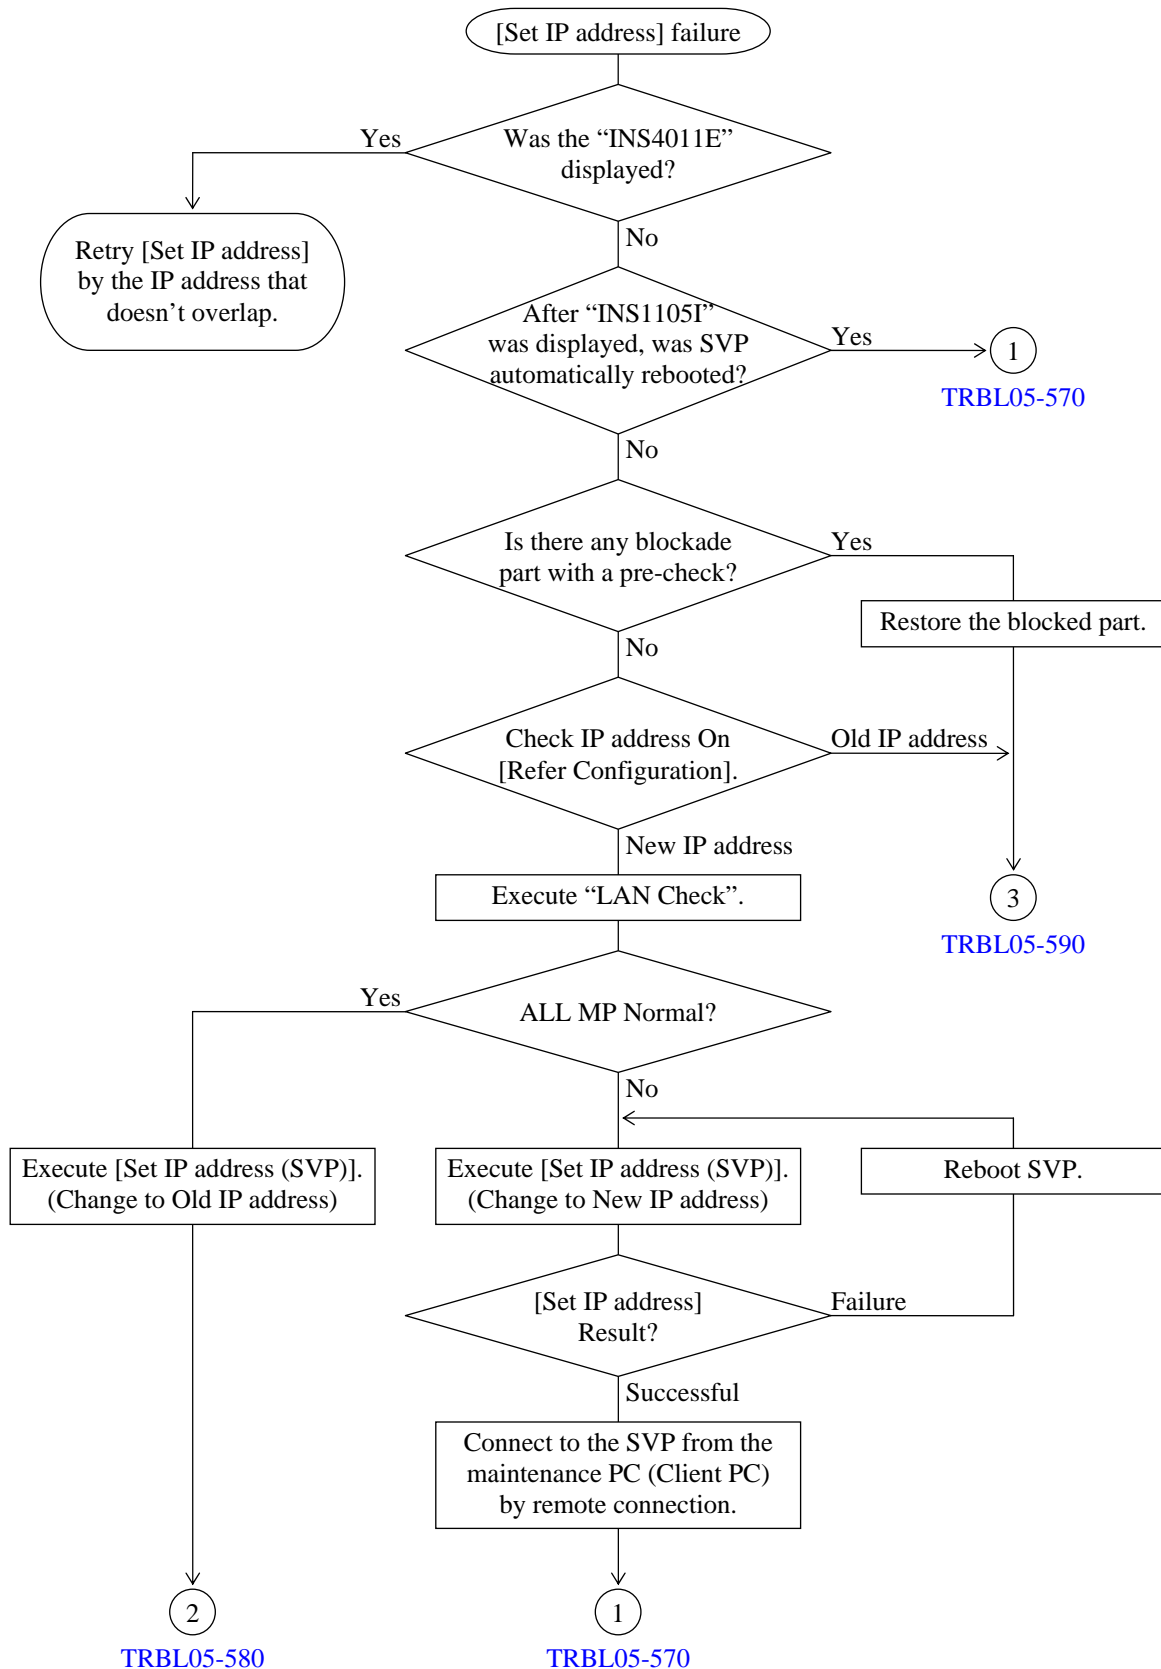 [Set IP address] failure
Was the “INS4011E”
displayed?
Yes
No
Retry [Set IP address]
by the IP address that
doesn’t overlap.
After “INS1105I”
was displayed, was SVP
automatically rebooted?
Yes
1
TRBL05-570
No
Is there any blockade
part with a pre-check?
Yes
Restore the blocked part.
No
Check IP address On
[Refer Configuration].
Old IP address
New IP address
3
TRBL05-590
Execute “LAN Check”.
ALL MP Normal?
Yes
No
Execute [Set IP address (SVP)].
(Change to Old IP address)
Execute [Set IP address (SVP)].
(Change to New IP address)
Reboot SVP.
[Set IP address]
Result?
Failure
Successful
Connect to the SVP from the
maintenance PC (Client PC)
by remote connection.
2
TRBL05-580
1
TRBL05-570